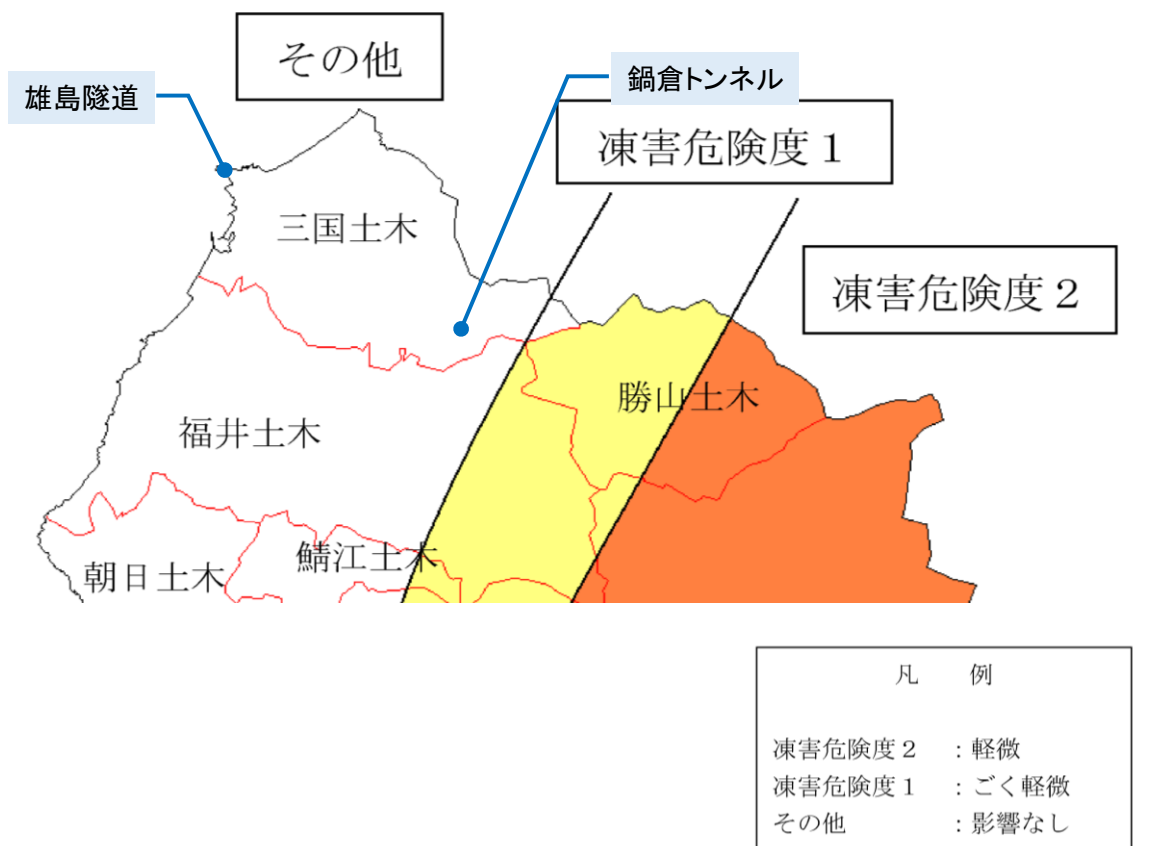 その他
鍋倉トンネル
雄島隧道
凍害危険度１
三国土木
凍害危険度２
勝山土木
福井土木
鯖江土木
朝日土木
凡　例
凍害危険度２　：軽微
凍害危険度１　：ごく軽微
その他　：影響なし